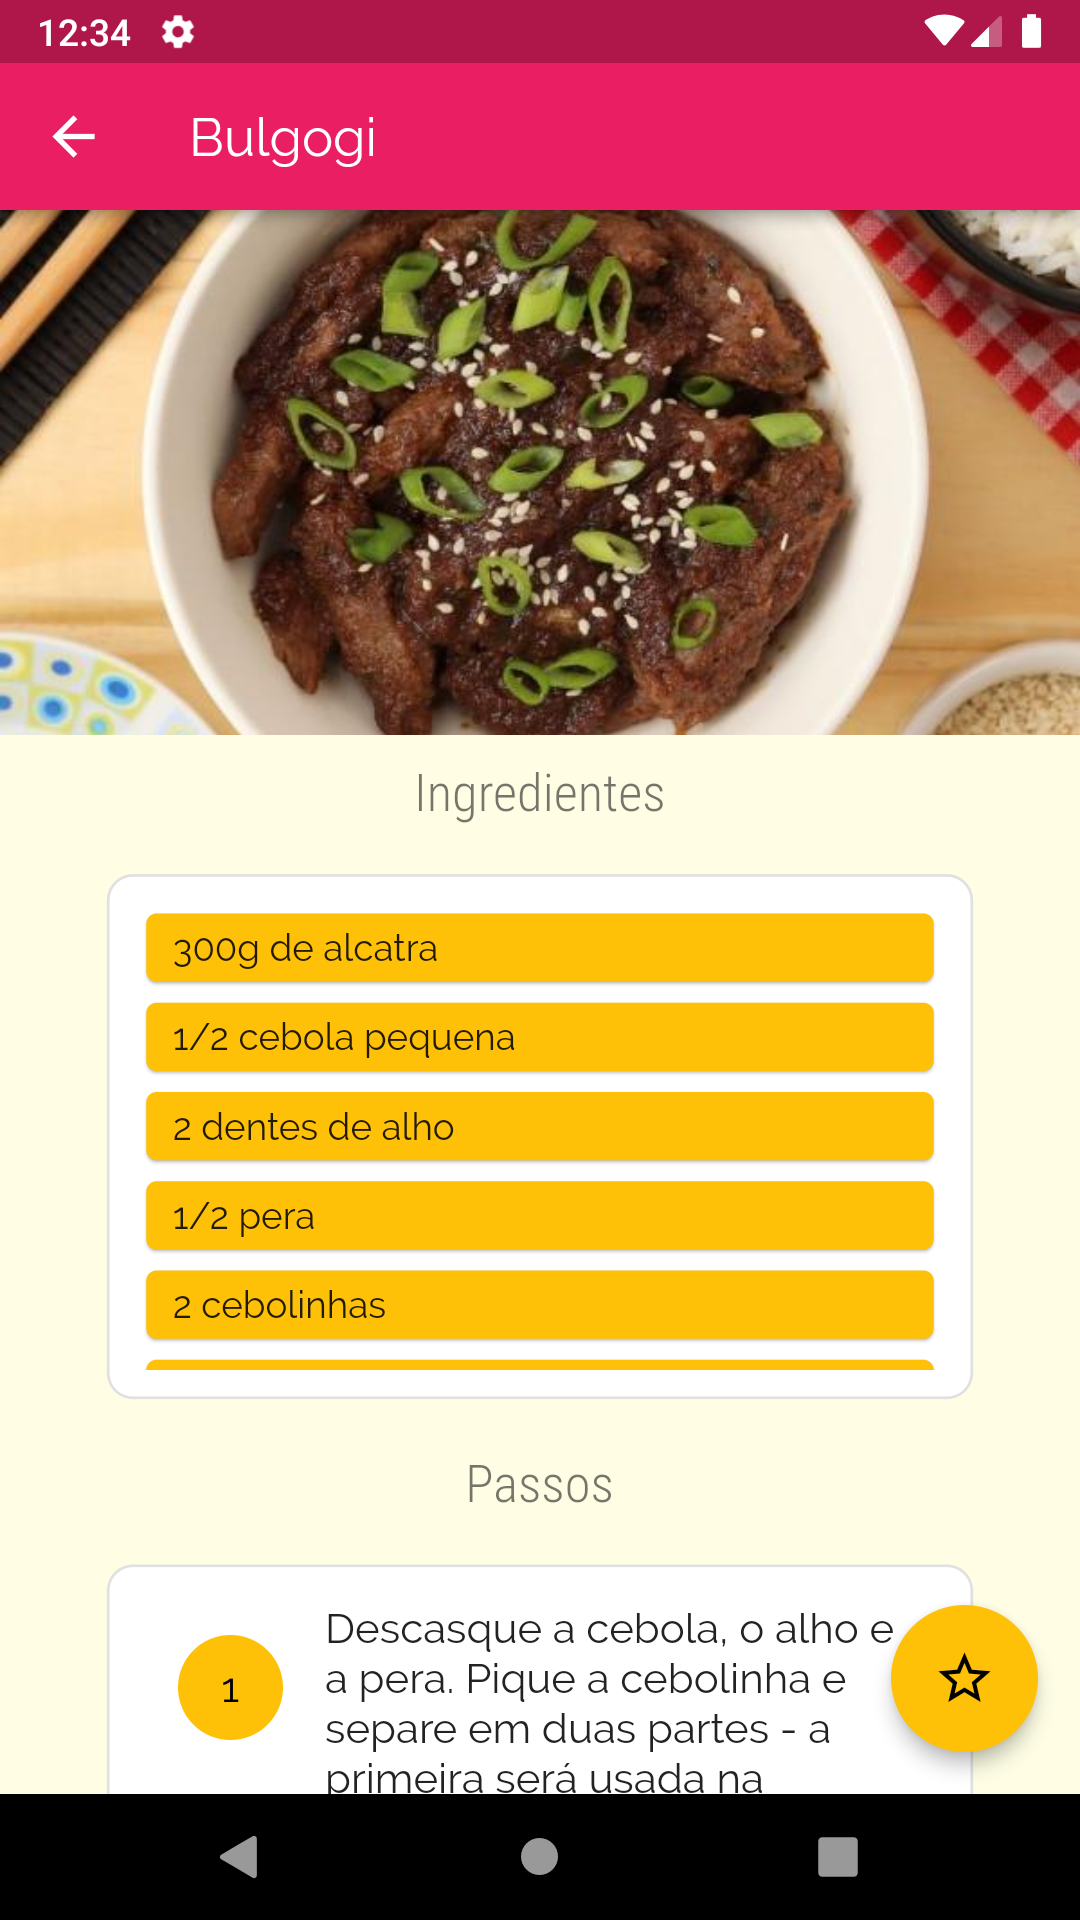 12:34
Bulgogi
Ingredientes
300g de alcatra
1/2 cebola pequena
2 dentes de alho
1/2 pera
2 cebolinhas
Passos
1
Descasque a cebola, o alho e
a pera. Pique a cebolinha e
separe em duas partes - a
primeira será usada na